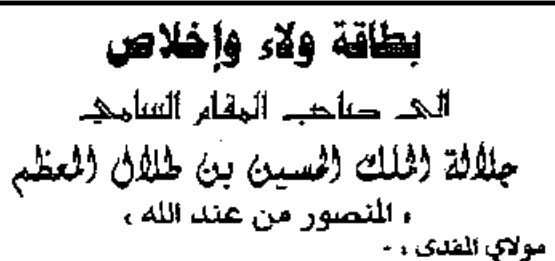 بطاقة ولاء وإخلاص
الى صاحب المقام السامي
جلالة الملك الحسين بن طلال المعظم
، المنصور من عند الله ،
مولاي المفدى ، -